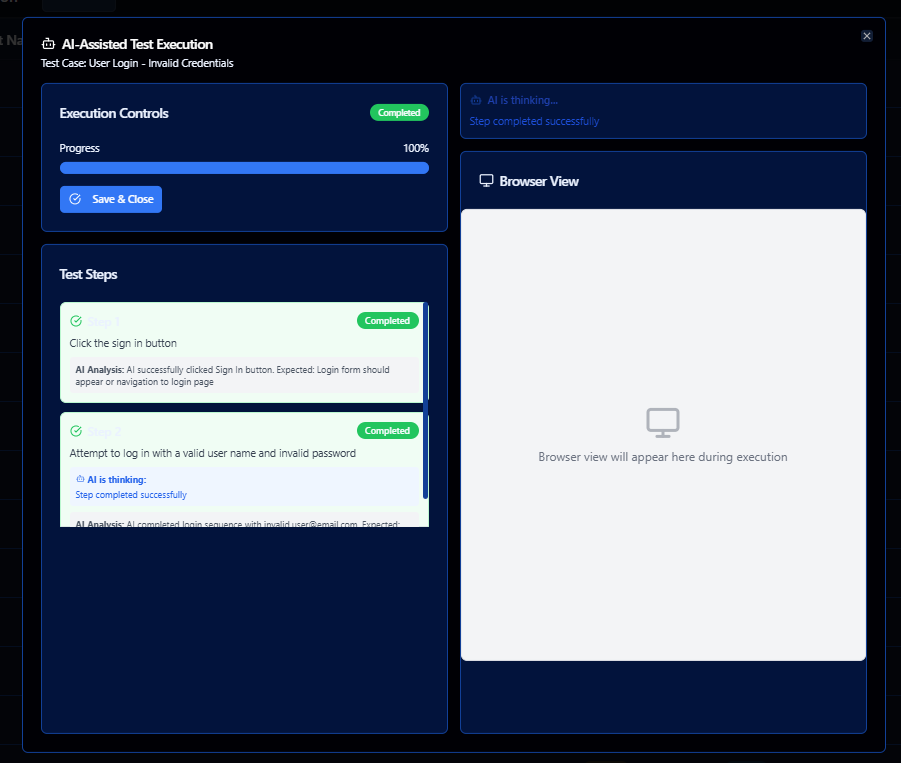 AI-Assisted Test Execution
Test Case: User Login - Invalid Credentials
Execution Controls
Completed
Progress
100%
Save & Close
Test Steps
Step 1
Completed
Click the sign in button
AI Analysis: AI successfully clicked Sign In button. Expected: Login form should
appear or navigation to login page
Step 2
Completed
Attempt to log in with a valid user name and invalid password
AI is thinking:
Step completed successfully
AI Analysis: AI completed login sequence with invalid.user@email.com. Expected:
AI is thinking...
Step completed successfully
Browser View
Browser view will appear here during execution